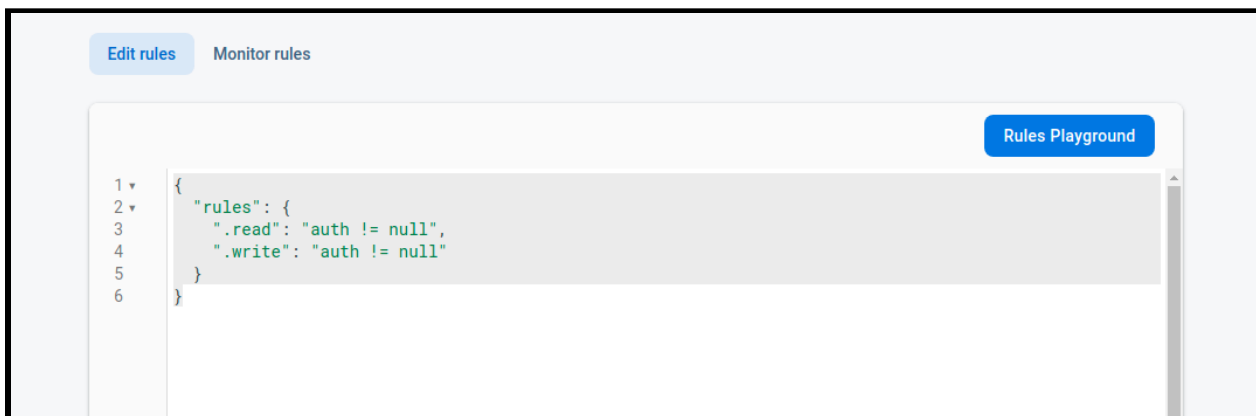 Edit rules Monitor rules
Rules Playground
1 {
2 "rules": {
3 ".read": "auth != null",
4 ".write": "auth != null"
5 }
6 }